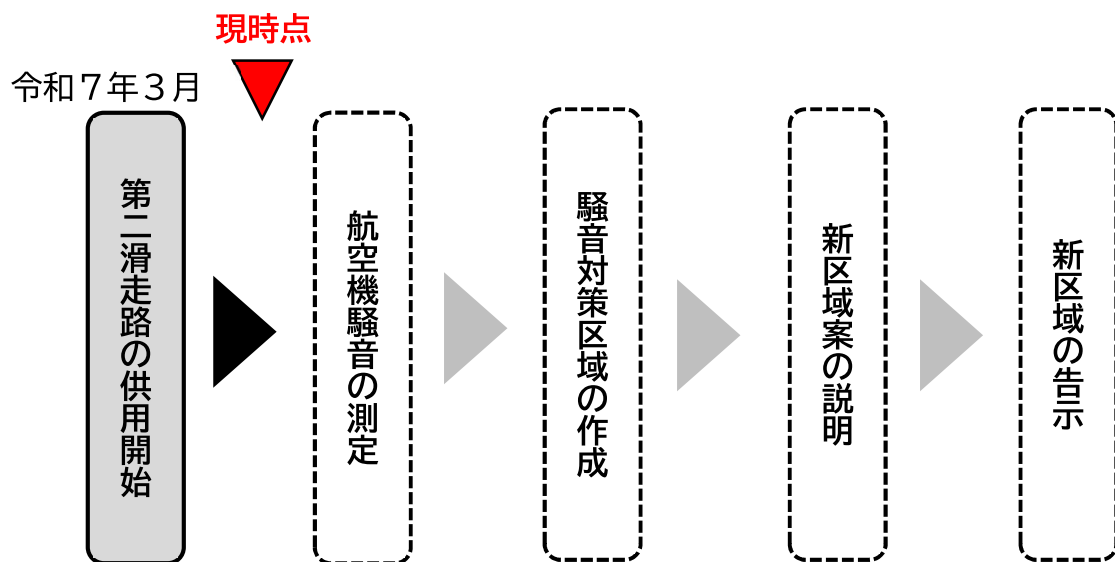 現時点
令和７年３月
第二滑走路の供用開始
航空機騒音の測定
騒音対策区域の作成
新区域案の説明
新区域の告示